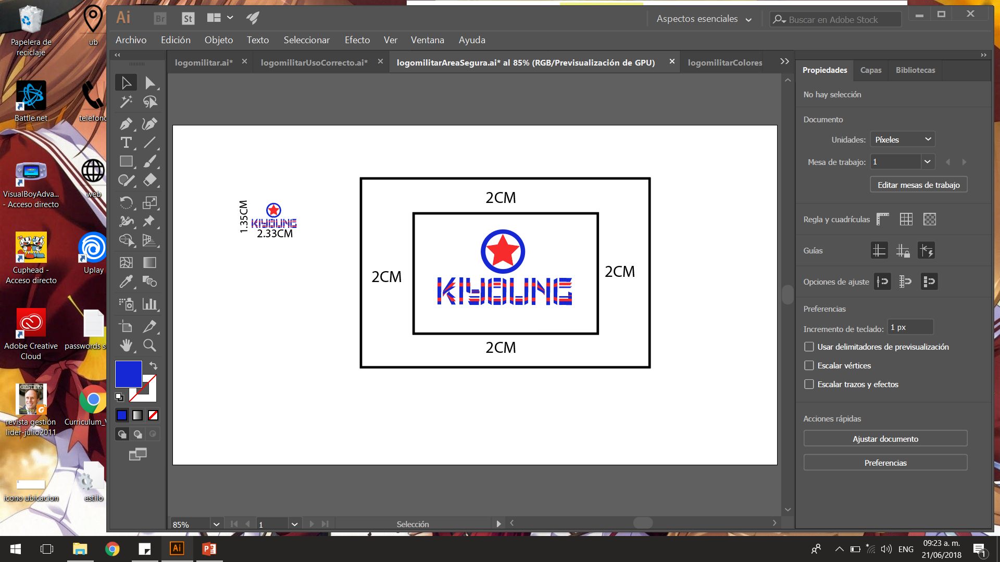 Papelera de
reciclaje
ub
Battle.net
telefono
VisualBoyAdva...
- Acceso directo
web
Cuphead -
Acceso directo
Uplay
Adobe Creative
Cloud
passwords s
GESTION
revista gestión
lider-julio2011
Curriculum_V
icono ubicacion
estilo
Ai
Br
St
Aspectos esenciales
Buscar en Adobe Stock
Archivo Edición Objeto Texto Seleccionar Efecto Ver Ventana Ayuda
logomilitar.ai*
logomilitarUsoCorrecto.ai*
logomilitarAreaSegura.ai* al 85% (RGB/Previsualización de GPU)
logomilitarColores
1.35CM
KIYOUNG
2.33CM
2CM
2CM
KIYOUNG
2CM
2CM
85%
1
Selección
Propiedades Capas Bibliotecas
No hay selección
Documento
Unidades: Píxeles
Mesa de trabajo: 1
Editar mesas de trabajo
Regla y cuadrículas
Guías
Opciones de ajuste
Preferencias
Incremento de teclado: 1 px
Usar delimitadores de previsualización
Escalar vértices
Escalar trazos y efectos
Acciones rápidas
Ajustar documento
Preferencias
Ai
P
ENG
09:23 a. m.
21/06/2018
1